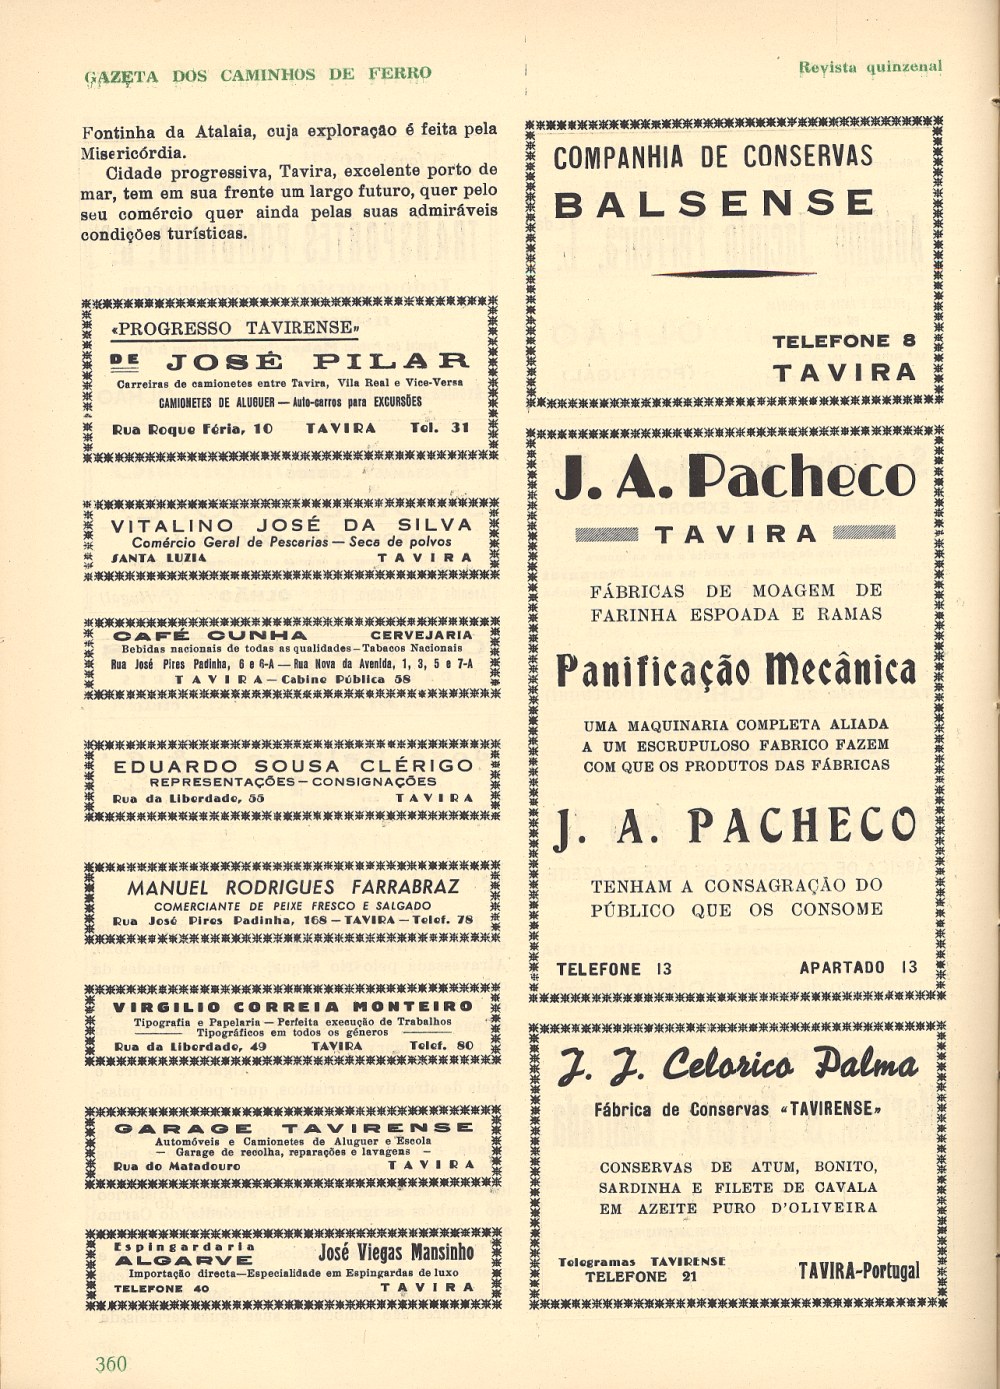 GAZETA DOS CAMINHOS DE FERRO
Revista quinzenal
Fontinha da Atalaia, cuja exploração é feita pela
Misericórdia.
Cidade progressiva, Tavira, excelente porto de
mar, tem em sua frente um largo futuro, quer pelo
seu comércio quer ainda pelas suas admiráveis
condições turísticas.
«PROGRESSO TAVIRENSE»
DE JOSÉ PILAR
Carreiras de camionetes entre Tavira, Vila Real e Vice-Versa
CAMIONETES DE ALUGUER — Auto-carros para EXCURSÕES
Rua Roque Féria, 10 TAVIRA Tel. 31
VITALINO JOSÉ DA SILVA
Comércio Geral de Pescarias — Seca de polvos
SANTA LUZIA TAVIRA
CAFÉ CUNHA CERVEJARIA
Bebidas nacionais de todas as qualidades — Tabacos Nacionais
Rua José Pires Padinha, 6 e 6-A — Rua Nova da Avenida, 1, 3, 5 e 7-A
TAVIRA — Cabine Pública 58
EDUARDO SOUSA CLÉRIGO
REPRESENTAÇÕES — CONSIGNAÇÕES
Rua da Liberdade, 55 TAVIRA
MANUEL RODRIGUES FARRABRAZ
COMERCIANTE DE PEIXE FRESCO E SALGADO
Rua José Pires Padinha, 168 — TAVIRA — Telef. 78
VIRGILIO CORREIA MONTEIRO
Tipografia e Papelaria — Perfeita execução de Trabalhos
Tipográficos em todos os géneros
Rua da Liberdade, 49 TAVIRA Telef. 80
GARAGE TAVIRENSE
Automóveis e Camionetes de Aluguer e Escola
— Garage de recolha, reparações e lavagens —
Rua do Matadouro TAVIRA
Espingardaria
ALGARVE José Viegas Mansinho
Importação directa — Especialidade em Espingardas de luxo
TELEFONE 40 TAVIRA
COMPANHIA DE CONSERVAS
BALSENSE
TELEFONE 8
TAVIRA
J. A. Pacheco
TAVIRA
FÁBRICAS DE MOAGEM DE
FARINHA ESPOADA E RAMAS
Panificação Mecânica
UMA MAQUINARIA COMPLETA ALIADA
A UM ESCRUPULOSO FABRICO FAZEM
COM QUE OS PRODUTOS DAS FÁBRICAS
J. A. PACHECO
TENHAM A CONSAGRAÇÃO DO
PÚBLICO QUE OS CONSOME
TELEFONE 13 APARTADO 13
J. J. Celorico Palma
Fábrica de Conservas «TAVIRENSE»
CONSERVAS DE ATUM, BONITO,
SARDINHA E FILETE DE CAVALA
EM AZEITE PURO D'OLIVEIRA
Telegramas TAVIRENSE
TELEFONE 21 TAVIRA-Portugal
360